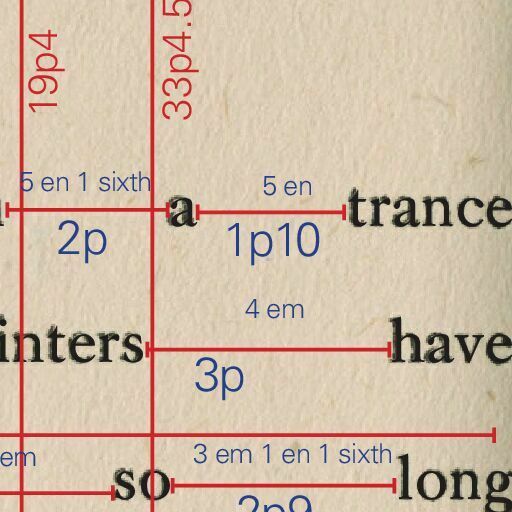 19p4
33p4.5
5 en 1 sixth
5 en
a trance
2p
1p10
4 em
inters have
3p
em
3 em 1 en 1 sixth
so long
2p9